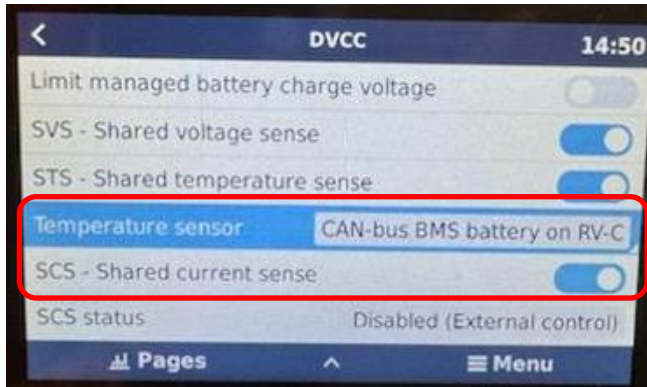 DVCC
14:50
Limit managed battery charge voltage
SVS - Shared voltage sense
STS - Shared temperature sense
Temperature sensor CAN-bus BMS battery on RV-C
SCS - Shared current sense
SCS status Disabled (External control)
Pages Menu